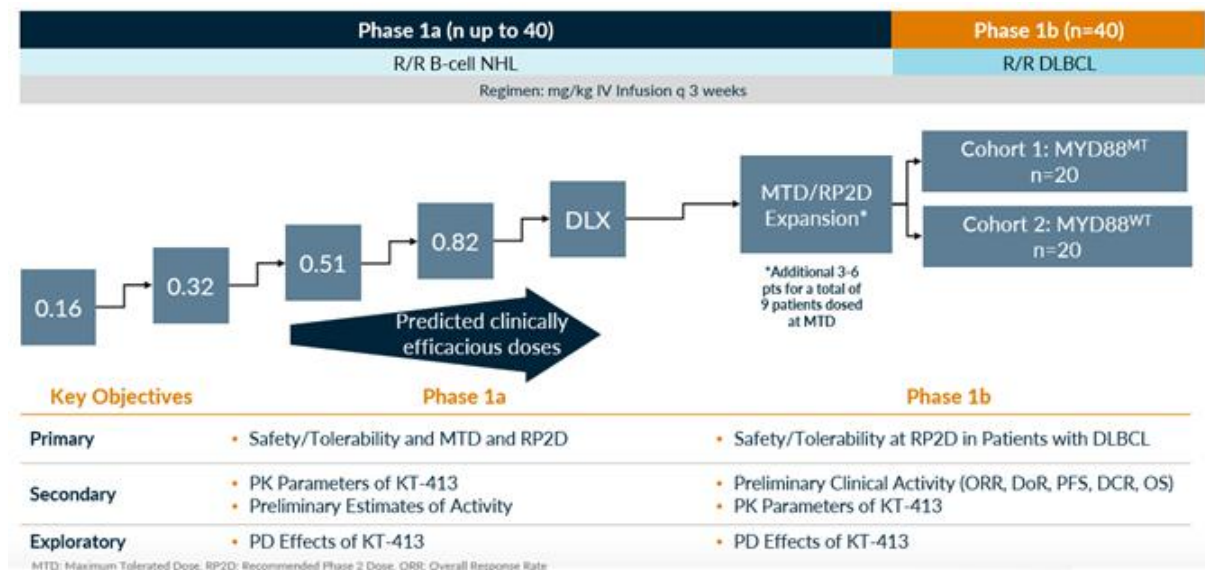 Phase 1a (n up to 40)
Phase 1b (n=40)
R/R B-cell NHL
R/R DLBCL
Regimen: mg/kg IV Infusion q 3 weeks
0.16
0.32
0.51
0.82
DLX
MTD/RP2D
Expansion*
*Additional 3-6
pts for a total of
9 patients dosed
at MTD
Cohort 1: MYD88ᴹᵀ
n=20
Cohort 2: MYD88ᵂᵀ
n=20
Predicted clinically
efficacious doses
Key Objectives
Phase 1a
Phase 1b
Primary
• Safety/Tolerability and MTD and RP2D
• Safety/Tolerability at RP2D in Patients with DLBCL
Secondary
• PK Parameters of KT-413
• Preliminary Estimates of Activity
• Preliminary Clinical Activity (ORR, DoR, PFS, DCR, OS)
• PK Parameters of KT-413
Exploratory
• PD Effects of KT-413
• PD Effects of KT-413
MTD: Maximum Tolerated Dose, RP2D: Recommended Phase 2 Dose, ORR: Overall Response Rate